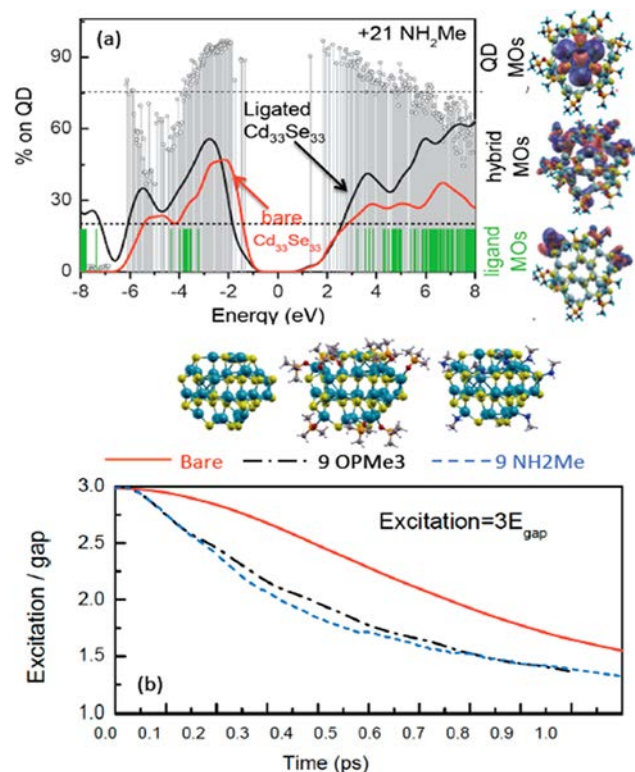 (a)
+21 NH2Me
% on QD
90
60
30
0
Ligated
Cd33Se33
bare
Cd33Se33
-8 -6 -4 -2 0 2 4 6 8
Energy (eV)
QD
MOs
hybrid
MOs
ligand
MOs
Bare 9 OPMe3 9 NH2Me
Excitation / gap
3.0
2.5
2.0
1.5
1.0
Excitation=3Egap
(b)
0.0 0.1 0.2 0.3 0.4 0.5 0.6 0.7 0.8 0.9 1.0
Time (ps)